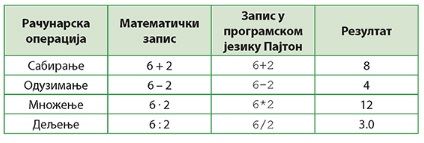 Рачунарска операција Математички запис Запис у програмском језику Пајтон Резултат
Сабирање 6 + 2 6+2 8
Одузимање 6 – 2 6-2 4
Множење 6 · 2 6*2 12
Дељење 6 : 2 6/2 3.0